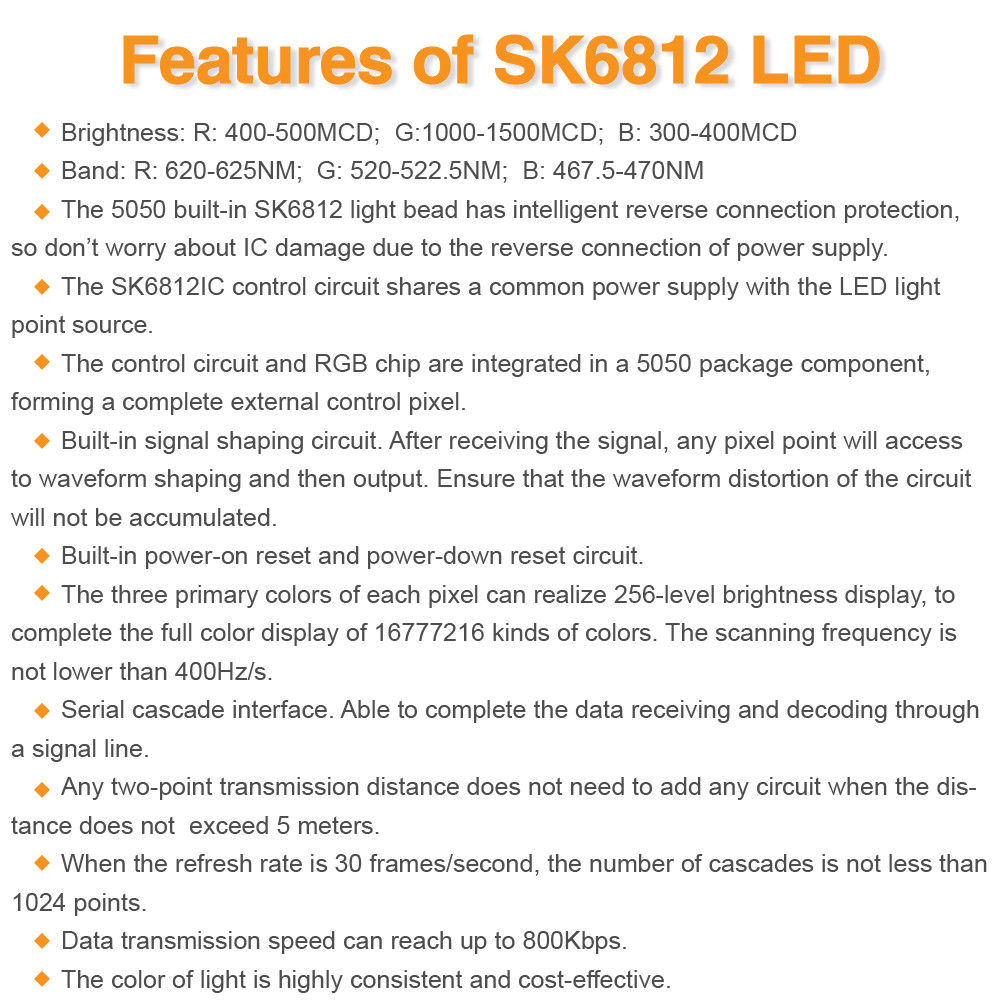 Features of SK6812 LED
◆ Brightness: R: 400-500MCD;  G:1000-1500MCD;  B: 300-400MCD
◆ Band: R: 620-625NM;  G: 520-522.5NM;  B: 467.5-470NM
◆ The 5050 built-in SK6812 light bead has intelligent reverse connection protection,
so don’t worry about IC damage due to the reverse connection of power supply.
◆ The SK6812IC control circuit shares a common power supply with the LED light
point source.
◆ The control circuit and RGB chip are integrated in a 5050 package component,
forming a complete external control pixel.
◆ Built-in signal shaping circuit. After receiving the signal, any pixel point will access
to waveform shaping and then output. Ensure that the waveform distortion of the circuit
will not be accumulated.
◆ Built-in power-on reset and power-down reset circuit.
◆ The three primary colors of each pixel can realize 256-level brightness display, to
complete the full color display of 16777216 kinds of colors. The scanning frequency is
not lower than 400Hz/s.
◆ Serial cascade interface. Able to complete the data receiving and decoding through
a signal line.
◆ Any two-point transmission distance does not need to add any circuit when the dis-
tance does not  exceed 5 meters.
◆ When the refresh rate is 30 frames/second, the number of cascades is not less than
1024 points.
◆ Data transmission speed can reach up to 800Kbps.
◆ The color of light is highly consistent and cost-effective.